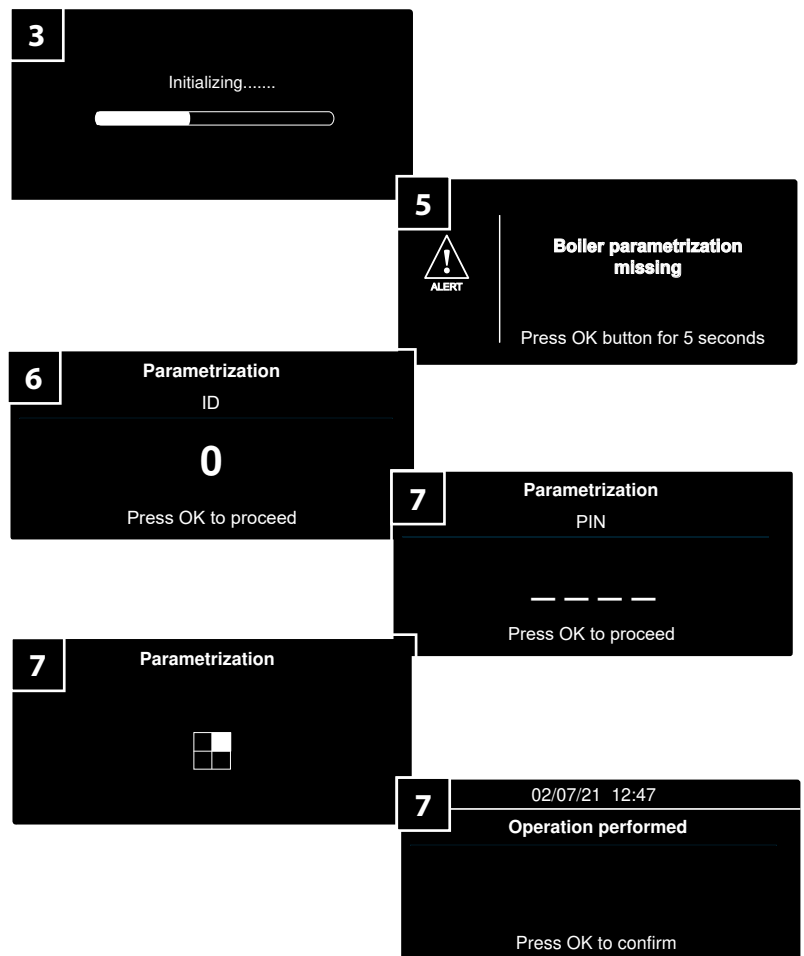 3
Initializing.......
5
ALERT
Boiler parametrization
missing
Press OK button for 5 seconds
6
Parametrization
ID
0
Press OK to proceed
7
Parametrization
PIN
_ _ _ _
Press OK to proceed
7
Parametrization
7
02/07/21 12:47
Operation performed
Press OK to confirm